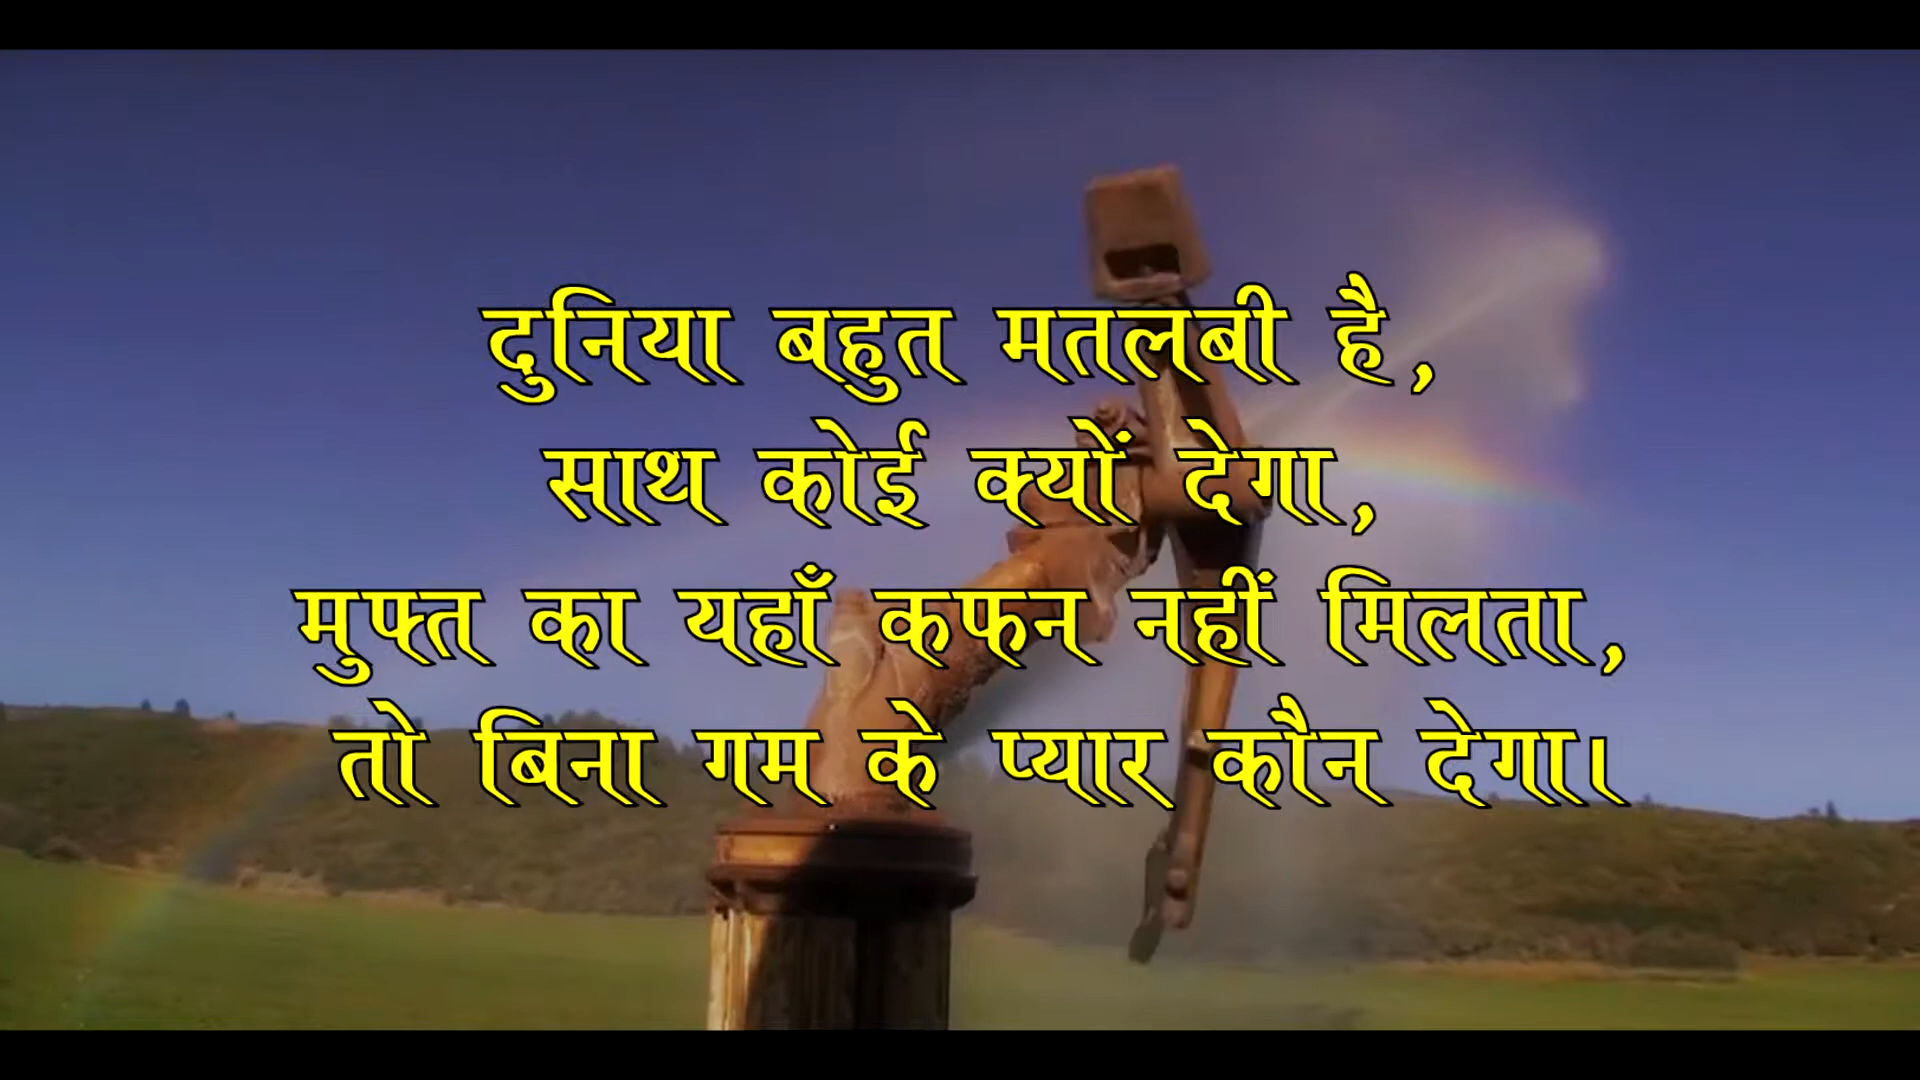 दुनिया बहुत मतलबी है,
साथ कोई क्यों देगा,
मुफ्त का यहाँ कफन नहीं मिलता,
तो बिना गम के प्यार कौन देगा।